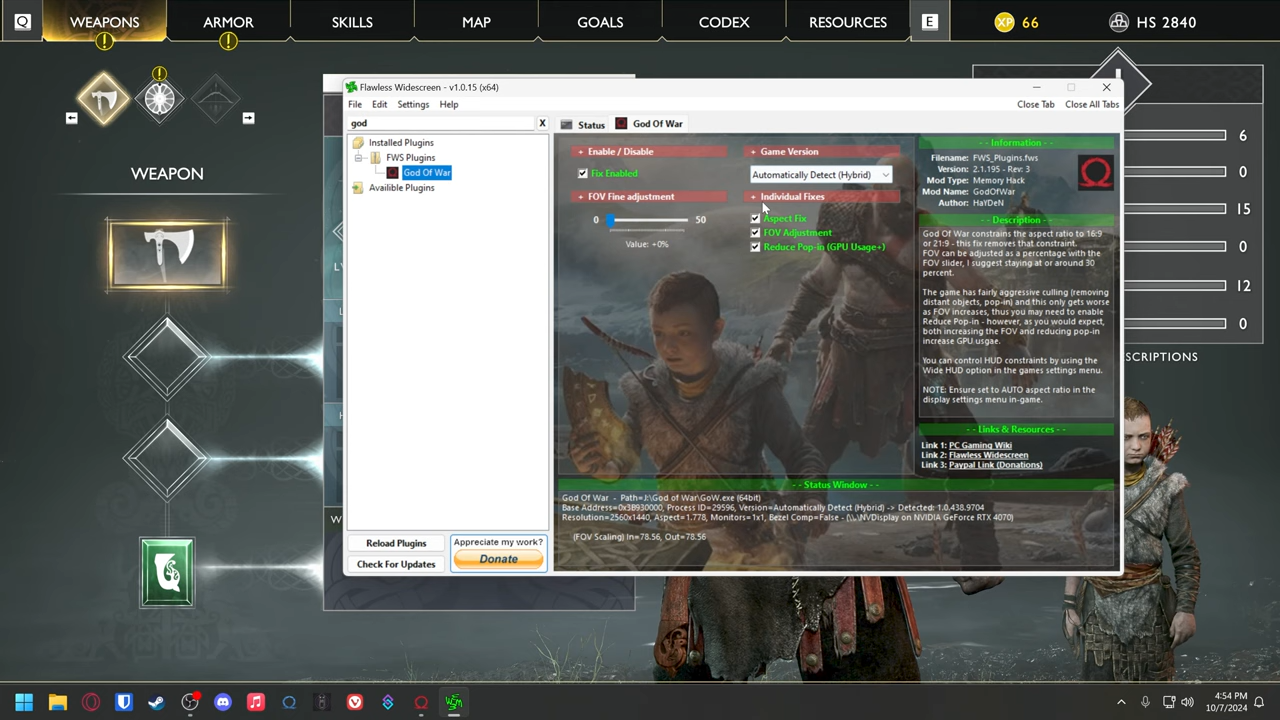 Q WEAPONS ARMOR SKILLS MAP GOALS CODEX RESOURCES E XP 66 HS 2840
WEAPON
Flawless Widescreen - v1.0.15 (x64)
File Edit Settings Help Close Tab Close All Tabs
god X
Status God Of War
Installed Plugins
FWS Plugins
God Of War
Availible Plugins
+ Enable / Disable
Fix Enabled
+ FOV Fine adjustment
0 50
Value: +0%
+ Game Version
Automatically Detect (Hybrid)
+ Individual Fixes
Aspect Fix
FOV Adjustment
Reduce Pop-in (GPU Usage+)
- - Information - -
Filename: FWS_Plugins.fws
Version: 2.1.195 - Rev: 3
Mod Type: Memory Hack
Mod Name: GodOfWar
Author: HaYDeN
- - Description - -
God Of War constrains the aspect ratio to 16:9
or 21:9 - this fix removes that constraint.
FOV can be adjusted as a percentage with the
FOV slider, I suggest staying at or around 30
percent.
The game has fairly aggressive culling (removing
distant objects, pop-in) and this only gets worse
as FOV increases, thus you may need to enable
Reduce Pop-in - however, as you would expect,
both increasing the FOV and reducing pop-in
increase GPU usgae.
You can control HUD constraints by using the
Wide HUD option in the games settings menu.
NOTE: Ensure set to AUTO aspect ratio in the
display settings menu in-game.
- - Links & Resources - -
Link 1: PC Gaming Wiki
Link 2: Flawless Widescreen
Link 3: Paypal Link (Donations)
- - Status Window - -
God Of War - Path=J:\God of War\GoW.exe (64bit)
Base Address=0x3B930000, Process ID=29596, Version=Automatically Detect (Hybrid) -> Detected: 1.0.438.9704
Resolution=2560x1440, Aspect=1.778, Monitors=1x1, Bezel Comp=False - (\\.\NVDisplay on NVIDIA GeForce RTX 4070)
(FOV Scaling) In=78.56, Out=78.56
Reload Plugins
Check For Updates
Appreciate my work?
Donate
6
0
15
0
12
0
SCRIPTIONS
4:54 PM
10/7/2024